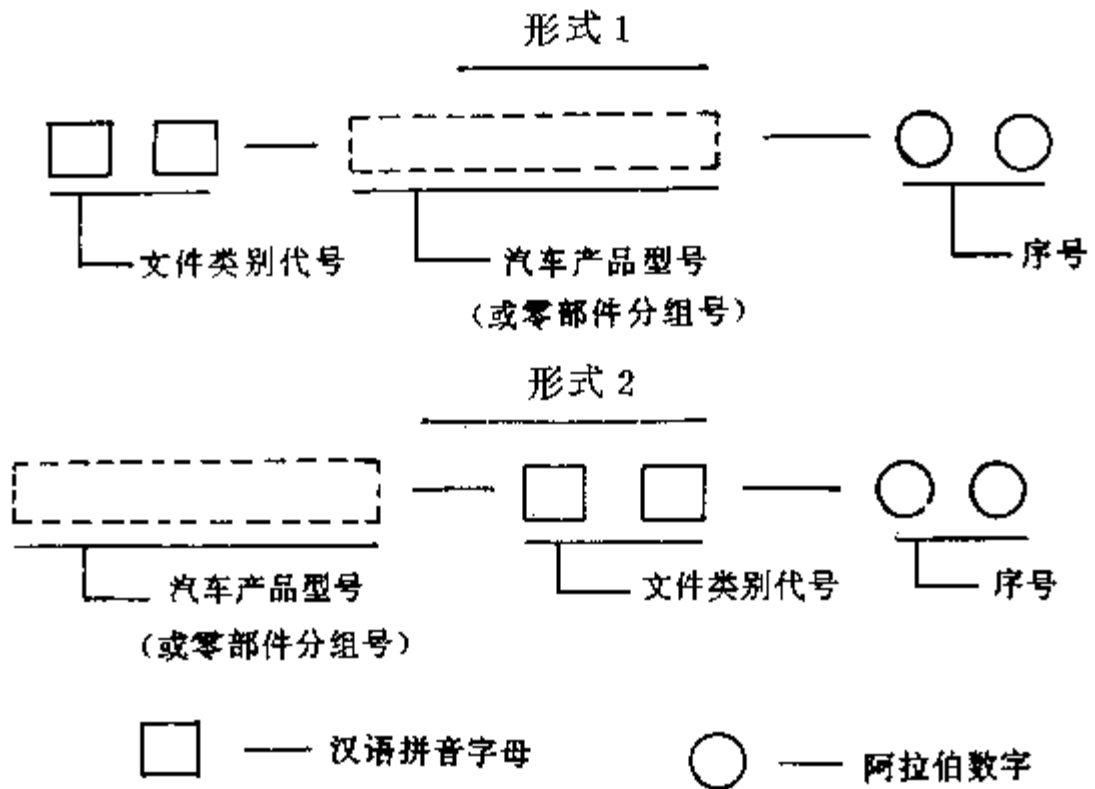 形式1
文件类别代号
汽车产品型号
(或零部件分组号)
序号
形式2
汽车产品型号
(或零部件分组号)
文件类别代号
序号
汉语拼音字母
阿拉伯数字